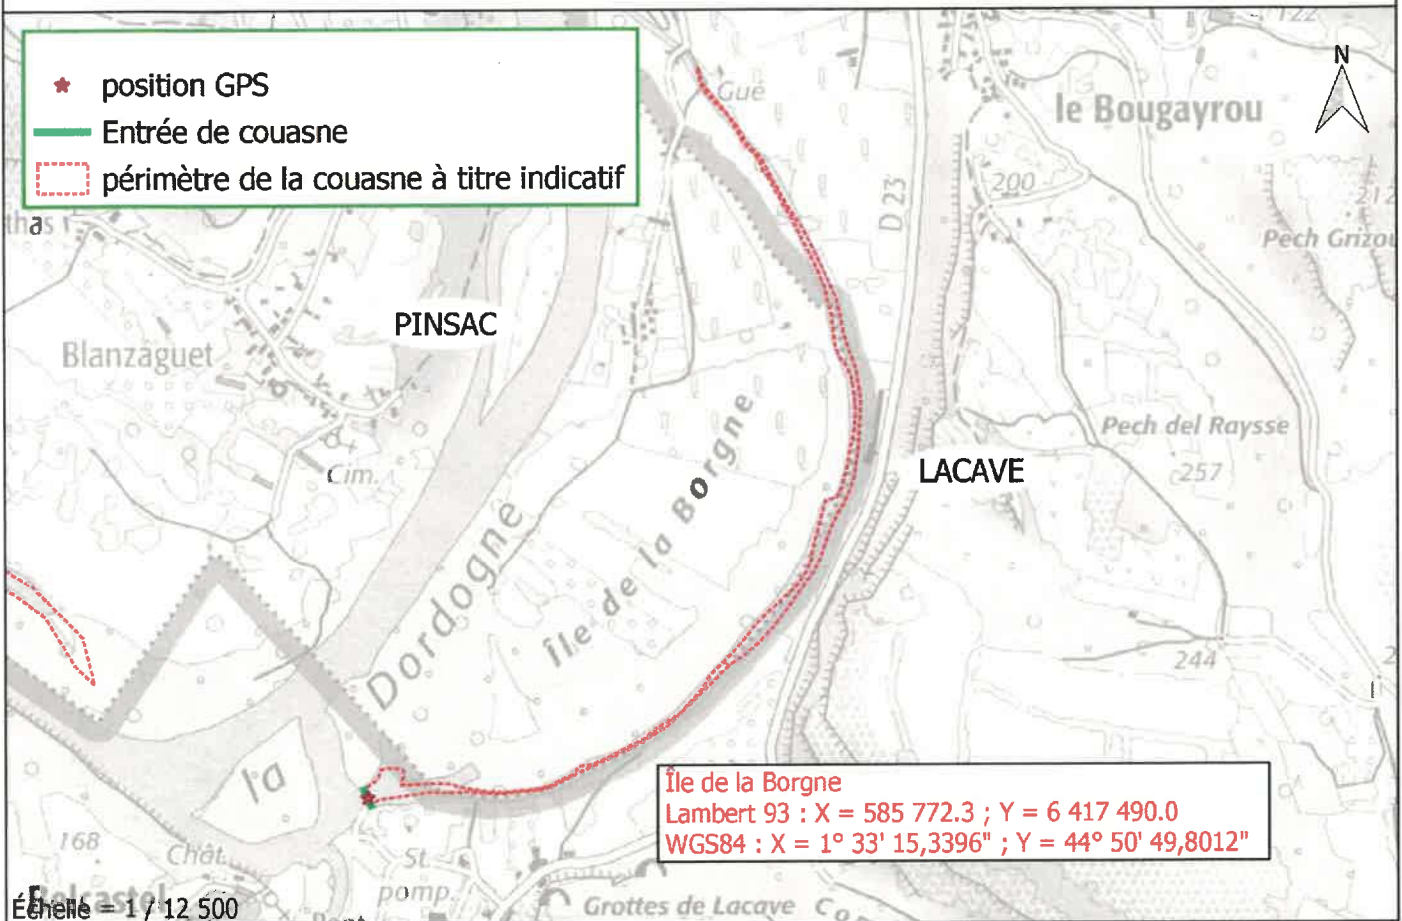 position GPS
Entrée de couasne
périmètre de la couasne à titre indicatif
122
N
Gué
le Bougayrou
200
212
D 23
Pech Grizou
PINSAC
Blanzaguet
Cim.
Pech del Raysse
257
LACAVE
Dordogne
Île de la Borgne
244
la
168
Chât.
St
pomp.
Île de la Borgne
Lambert 93 : X = 585 772.3 ; Y = 6 417 490.0
WGS84 : X = 1° 33' 15,3396" ; Y = 44° 50' 49,8012"
Belcastel
Échelle = 1 / 12 500
Grottes de Lacave